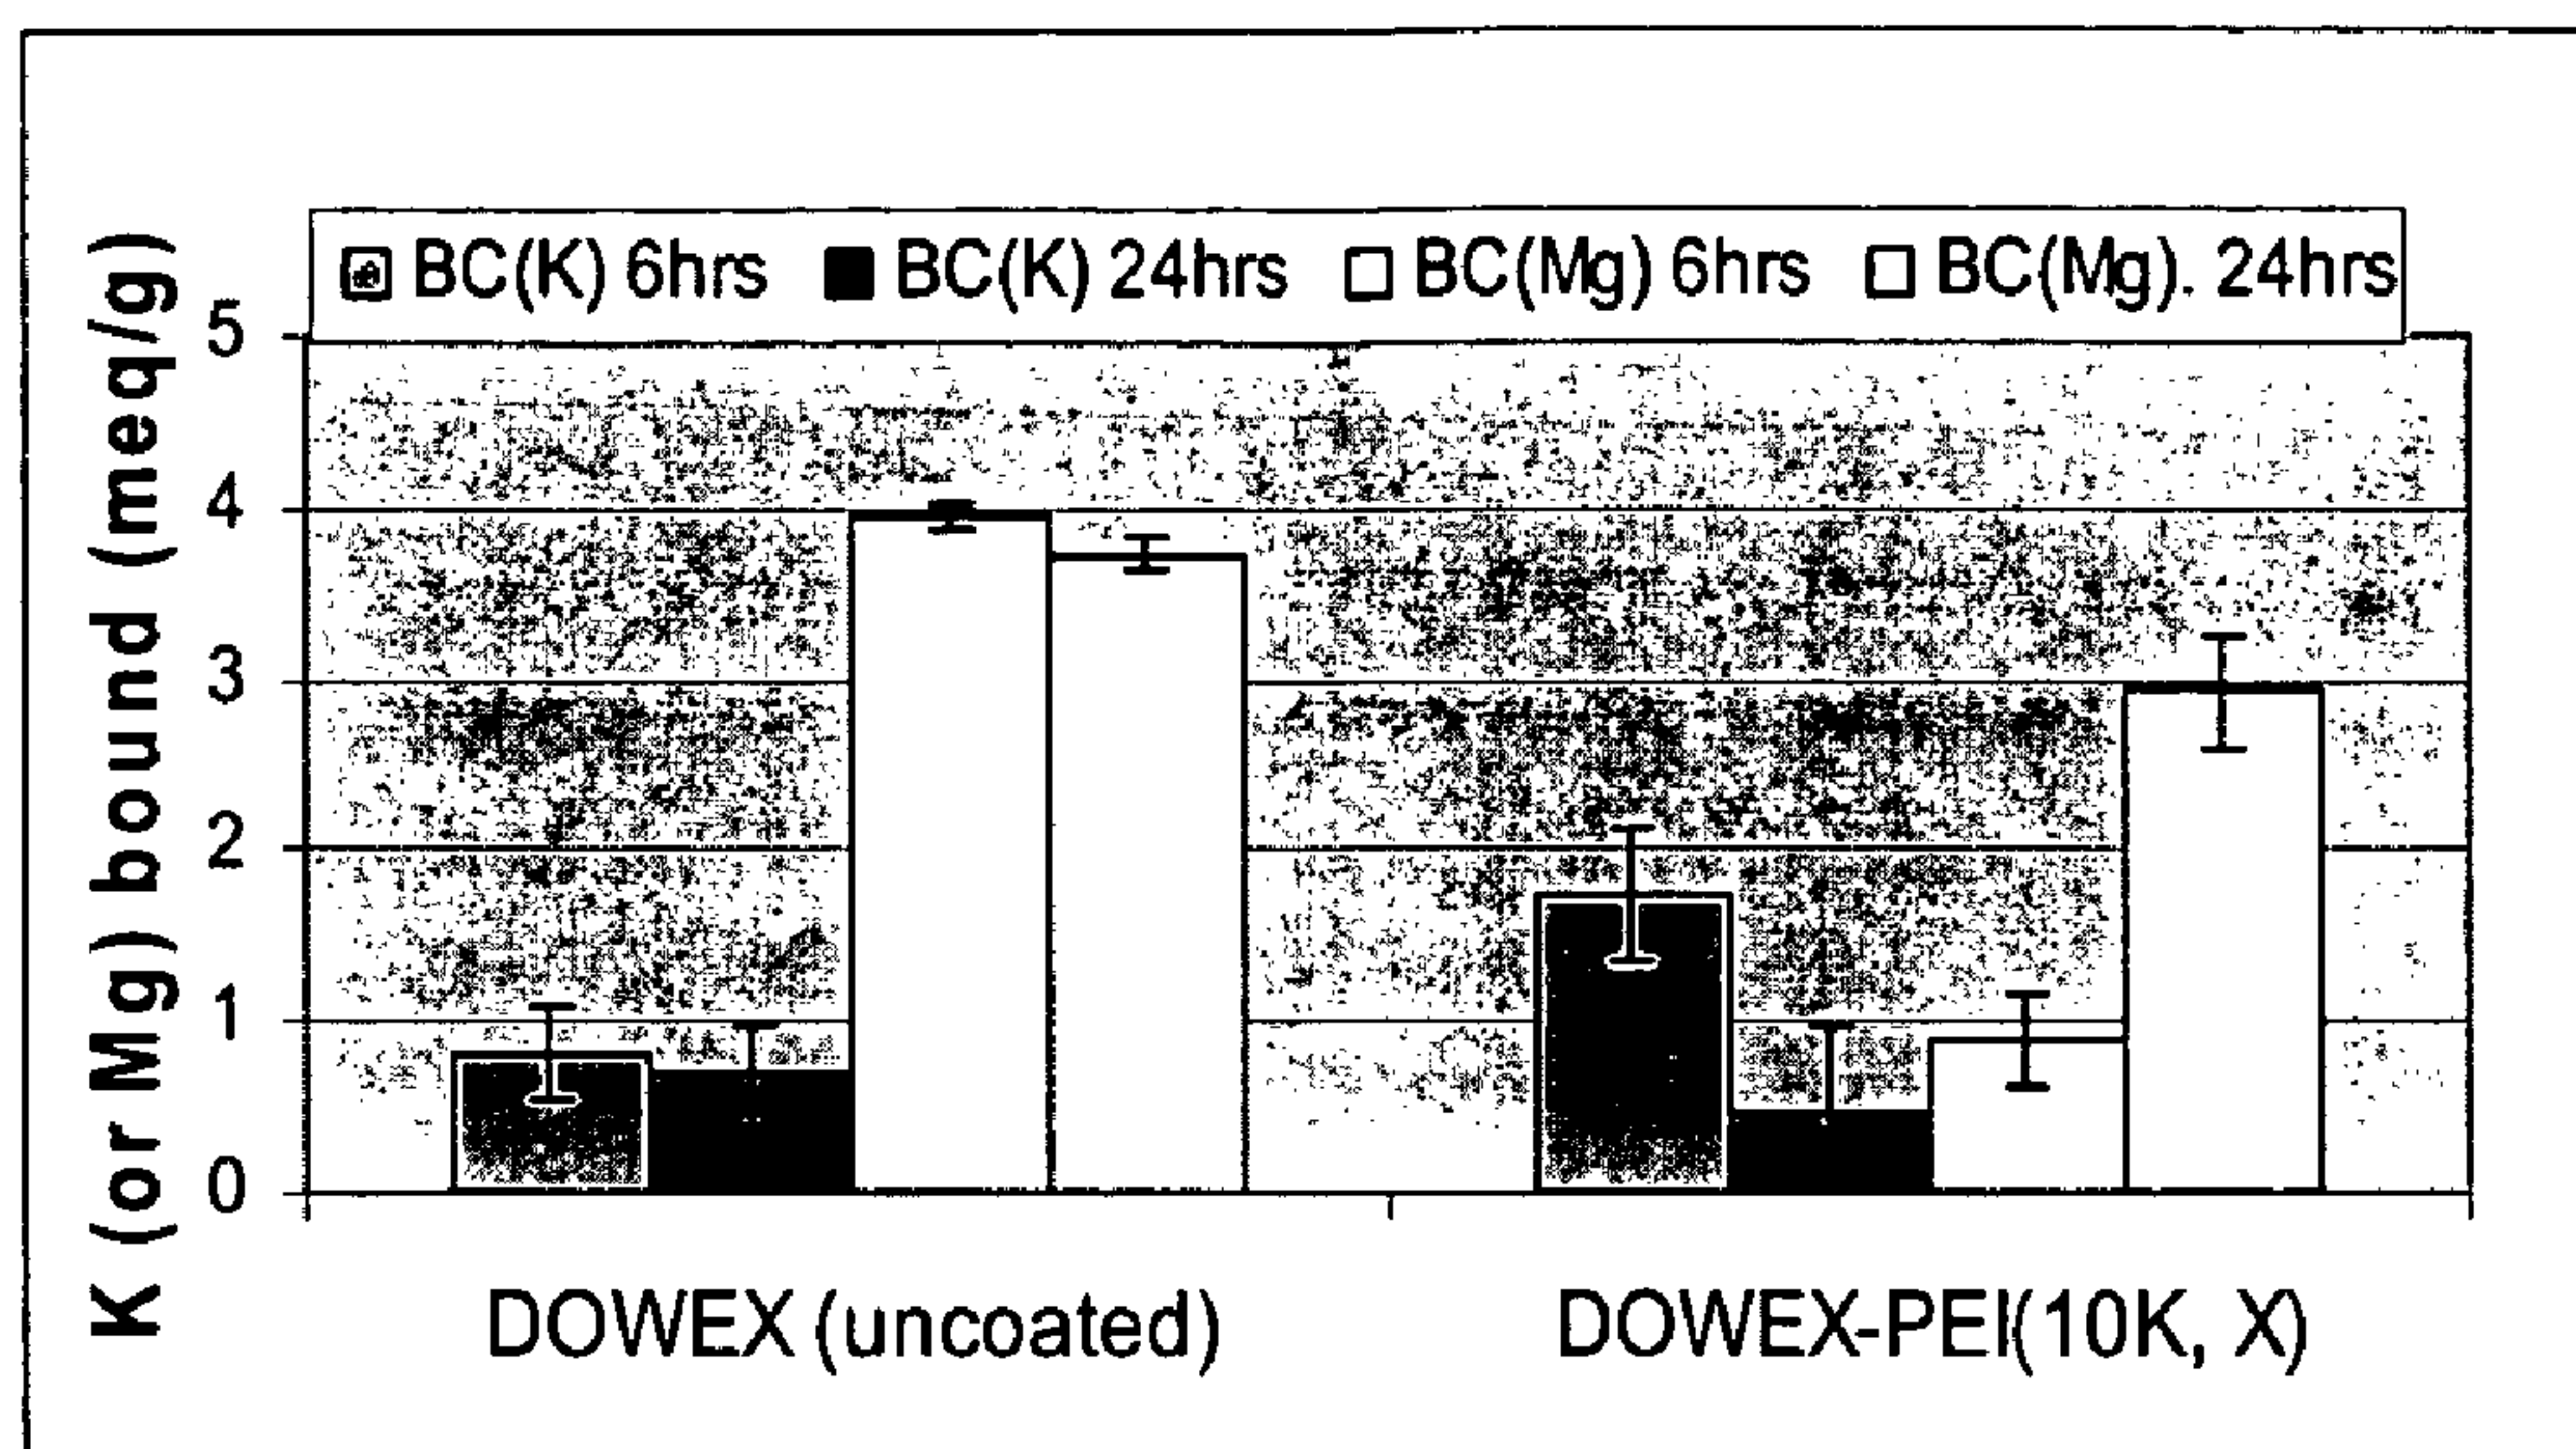 BC(K) 6hrs BC(K) 24hrs BC(Mg) 6hrs BC(Mg). 24hrs
K (or Mg) bound (meq/g)
5
4
3
2
1
0
DOWEX (uncoated) DOWEX-PEI(10K, X)